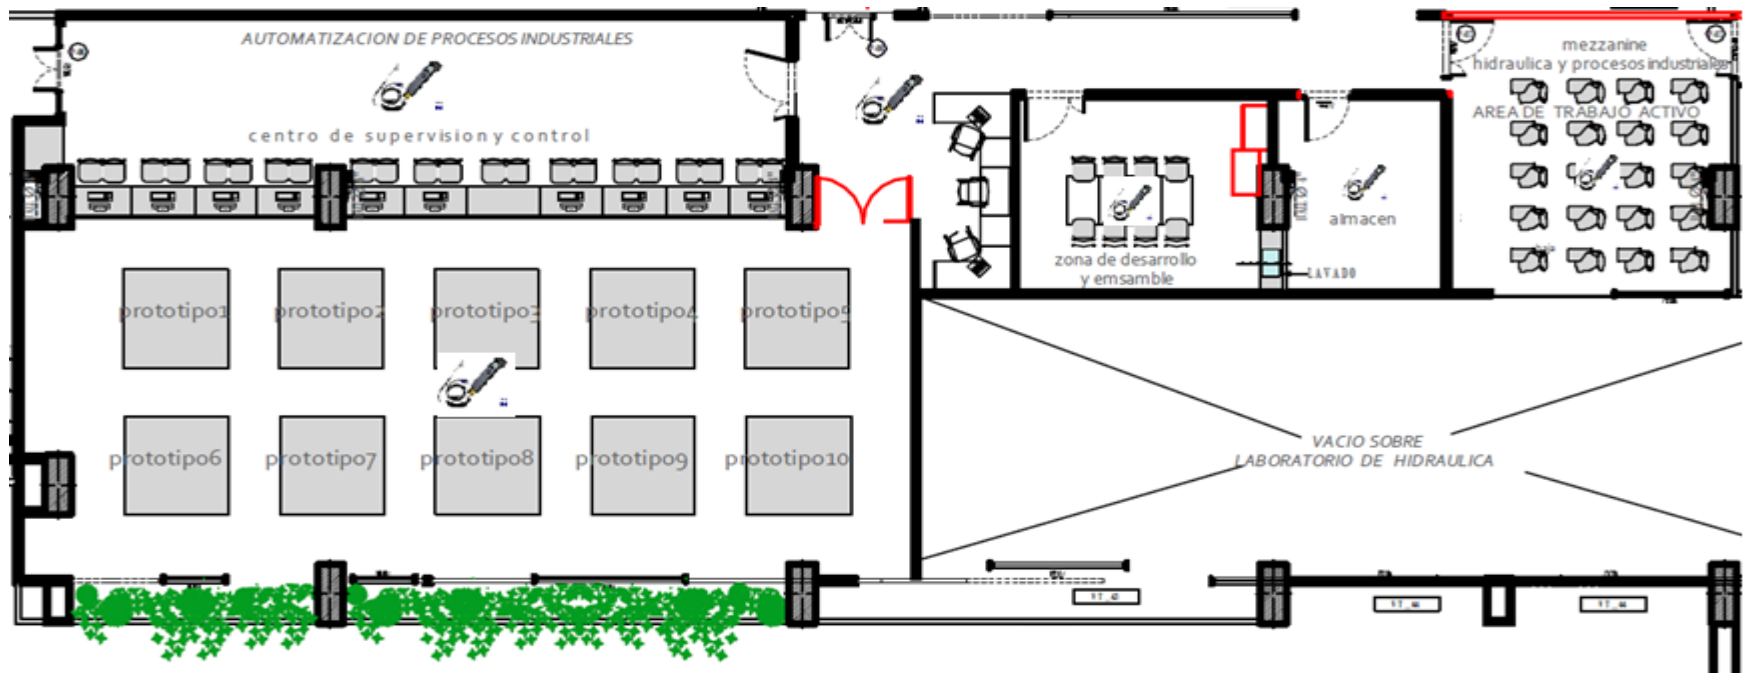 AUTOMATIZACION DE PROCESOS INDUSTRIALES
centro de supervision y control
mezzanine
hidraulica y procesos industriales
AREA DE TRABAJO ACTIVO
almacen
zona de desarrollo
y emsamble
LAVADO
prototipo1
prototipo2
prototipo3
prototipo4
prototipo5
prototipo6
prototipo7
prototipo8
prototipo9
prototipo10
VACIO SOBRE
LABORATORIO DE HIDRAULICA